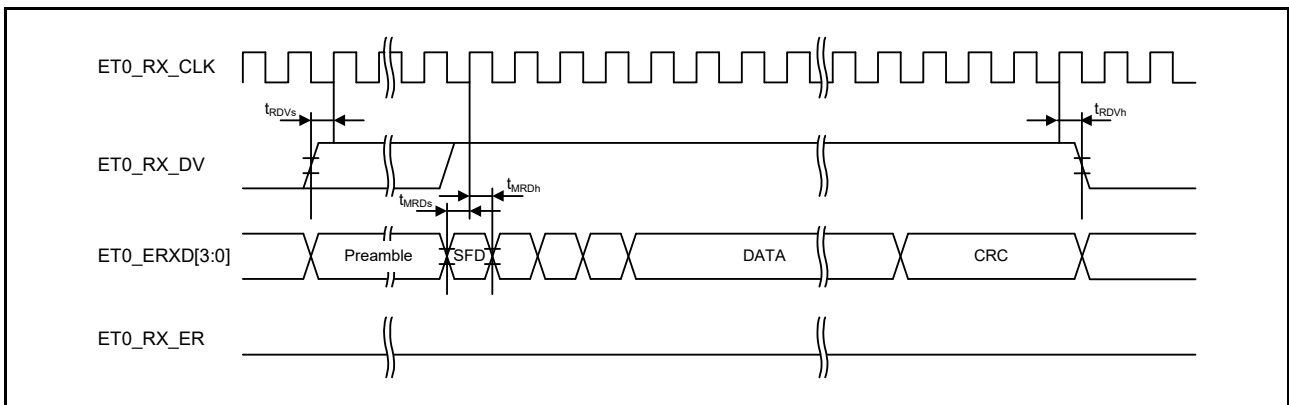 ET0_RX_CLK
tRDVs
tRDVh
ET0_RX_DV
tMRDh
tMRDs
ET0_ERXD[3:0]
Preamble
SFD
DATA
CRC
ET0_RX_ER